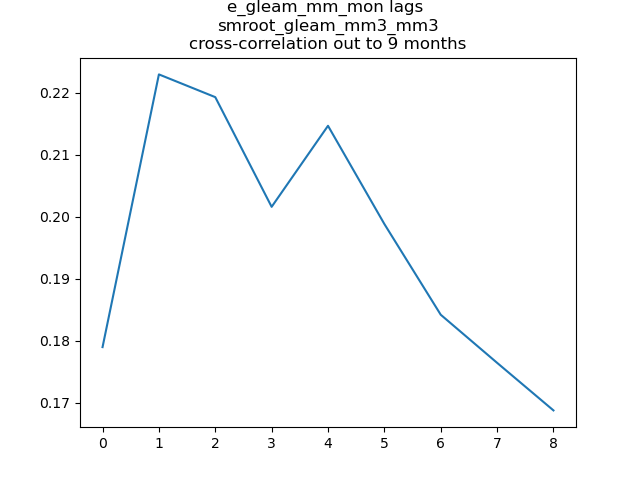 e_gleam_mm_mon lags
smroot_gleam_mm3_mm3
cross-correlation out to 9 months
0.22
0.21
0.20
0.19
0.18
0.17
0 1 2 3 4 5 6 7 8